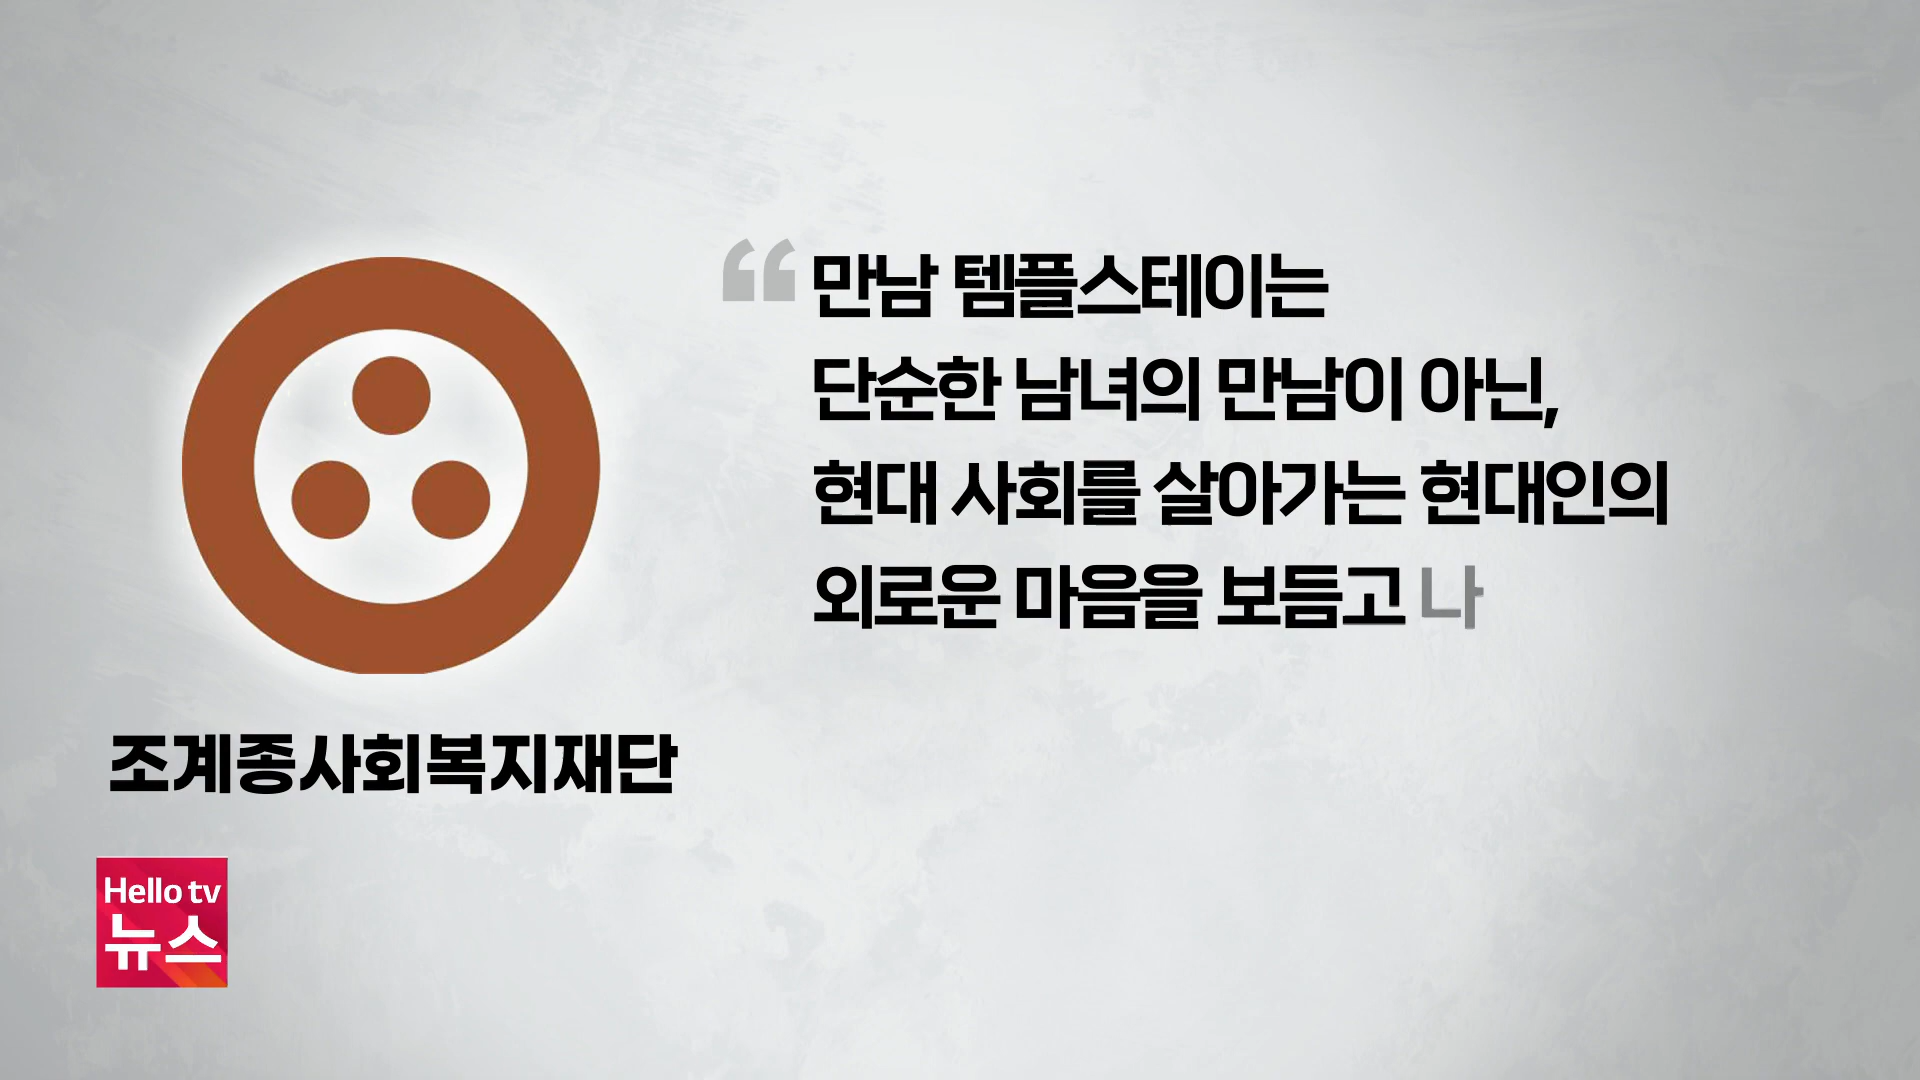 “만남 템플스테이는
단순한 남녀의 만남이 아닌,
현대 사회를 살아가는 현대인의
외로운 마음을 보듬고 나
조계종사회복지재단
Hello tv
뉴스